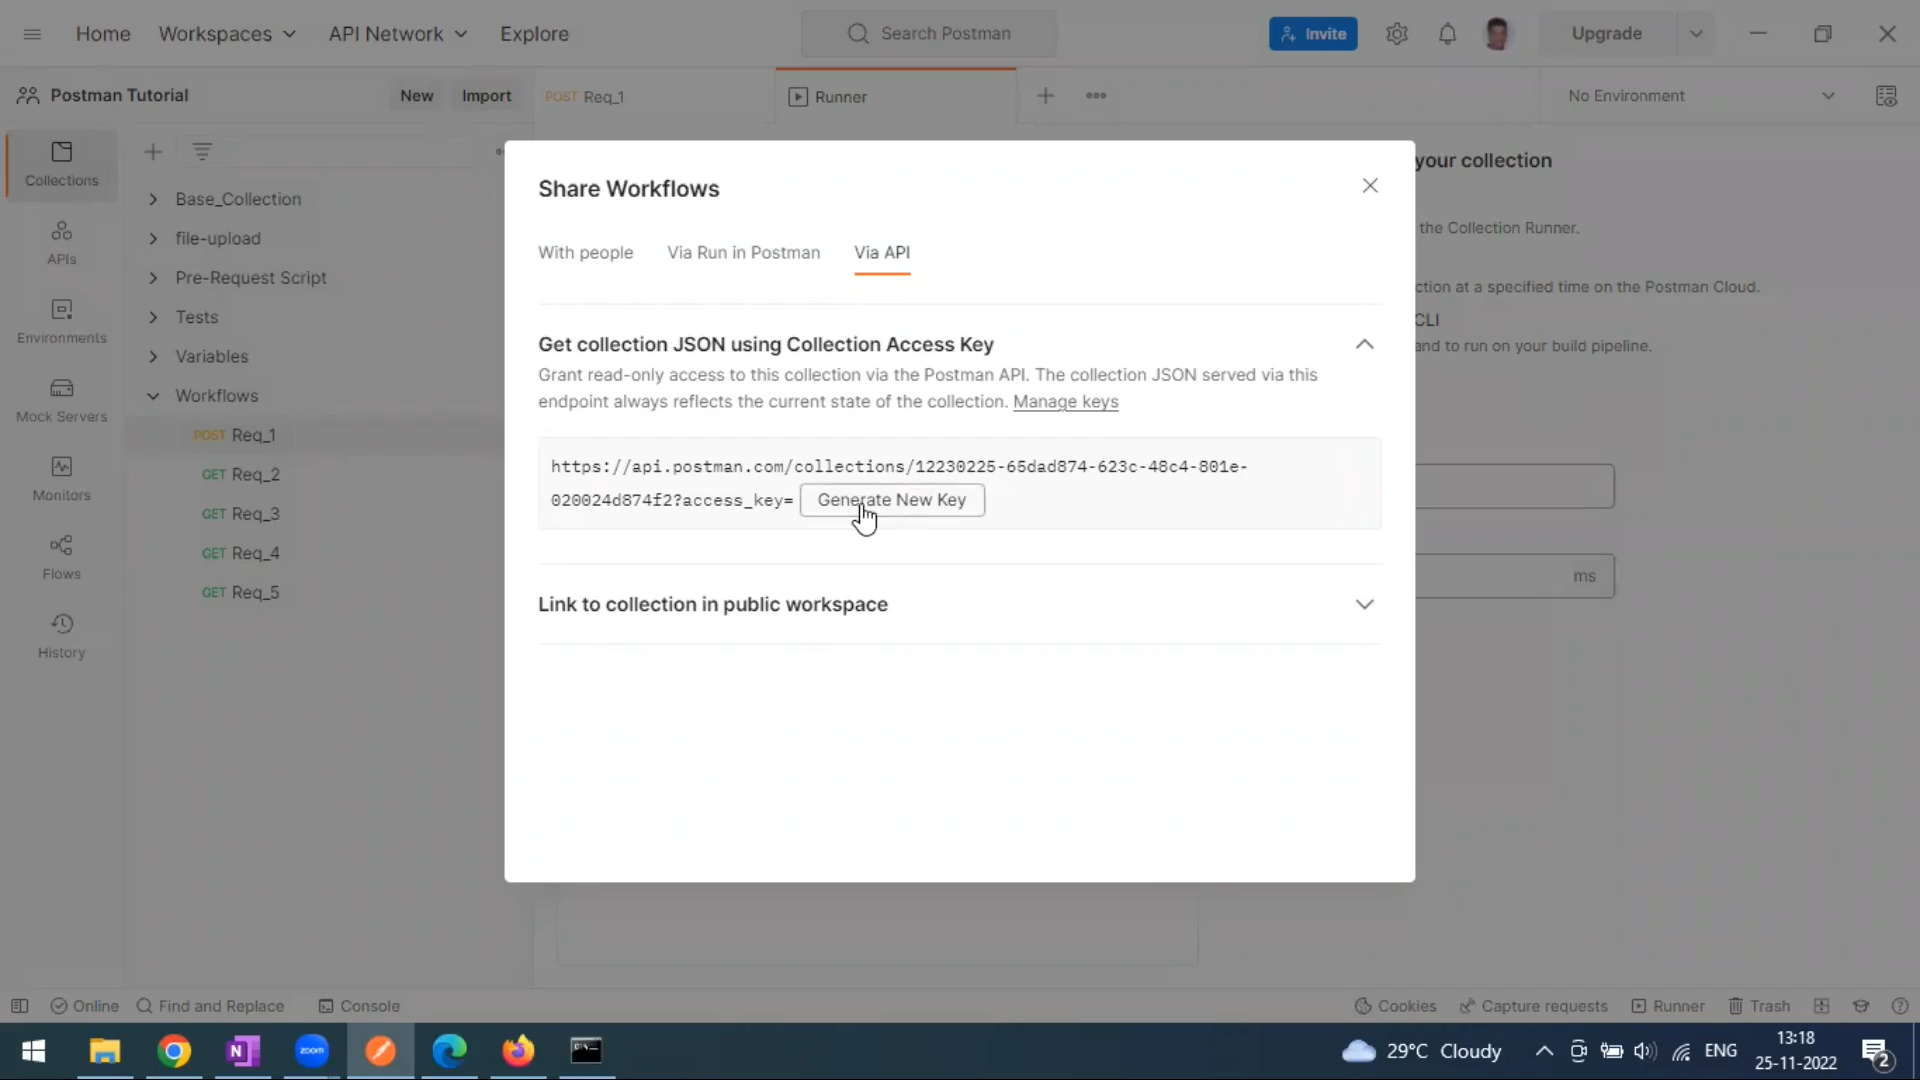 Home
Workspaces
API Network
Explore
Search Postman
Invite
Upgrade
Postman Tutorial
New
Import
POST Req_1
Runner
No Environment
Collections
APIs
Environments
Mock Servers
Monitors
Flows
History
Base_Collection
file-upload
Pre-Request Script
Tests
Variables
Workflows
POST Req_1
GET Req_2
GET Req_3
GET Req_4
GET Req_5
Share Workflows
With people
Via Run in Postman
Via API
Get collection JSON using Collection Access Key
Grant read-only access to this collection via the Postman API. The collection JSON served via this
endpoint always reflects the current state of the collection. Manage keys
https://api.postman.com/collections/12230225-65dad874-623c-48c4-801e-
020024d874f2?access_key= Generate New Key
Link to collection in public workspace
your collection
the Collection Runner.
ction at a specified time on the Postman Cloud.
CLI
and to run on your build pipeline.
ms
Online
Find and Replace
Console
Cookies
Capture requests
Runner
Trash
N
zoom
29°C Cloudy
ENG
13:18
25-11-2022
2